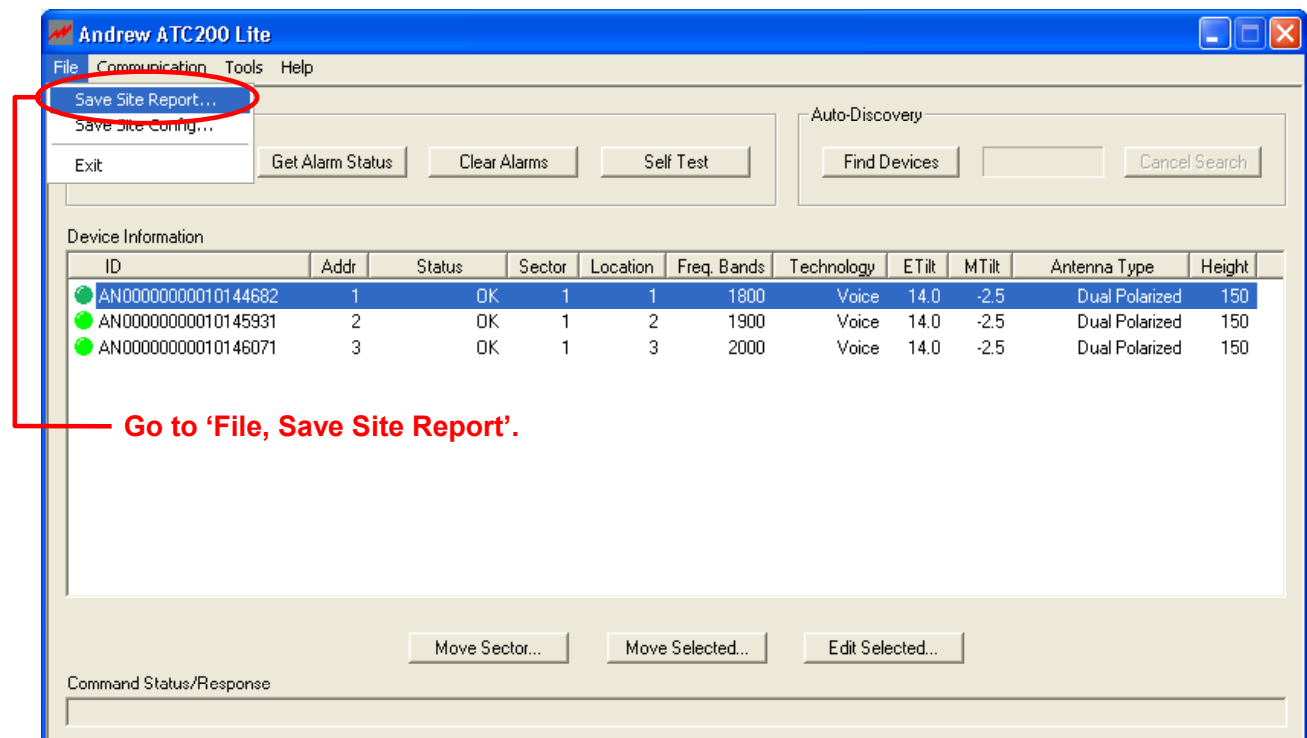 Andrew ATC200 Lite
File Communication Tools Help
Save Site Report...
Save Site Config...
Exit
Get Alarm Status Clear Alarms Self Test
Auto-Discovery
Find Devices Cancel Search
Device Information
ID Addr Status Sector Location Freq. Bands Technology ETilt MTilt Antenna Type Height
AN00000000010144682 1 OK 1 1 1800 Voice 14.0 -2.5 Dual Polarized 150
AN00000000010145931 2 OK 1 2 1900 Voice 14.0 -2.5 Dual Polarized 150
AN00000000010146071 3 OK 1 3 2000 Voice 14.0 -2.5 Dual Polarized 150
Go to ‘File, Save Site Report’.
Move Sector... Move Selected... Edit Selected...
Command Status/Response